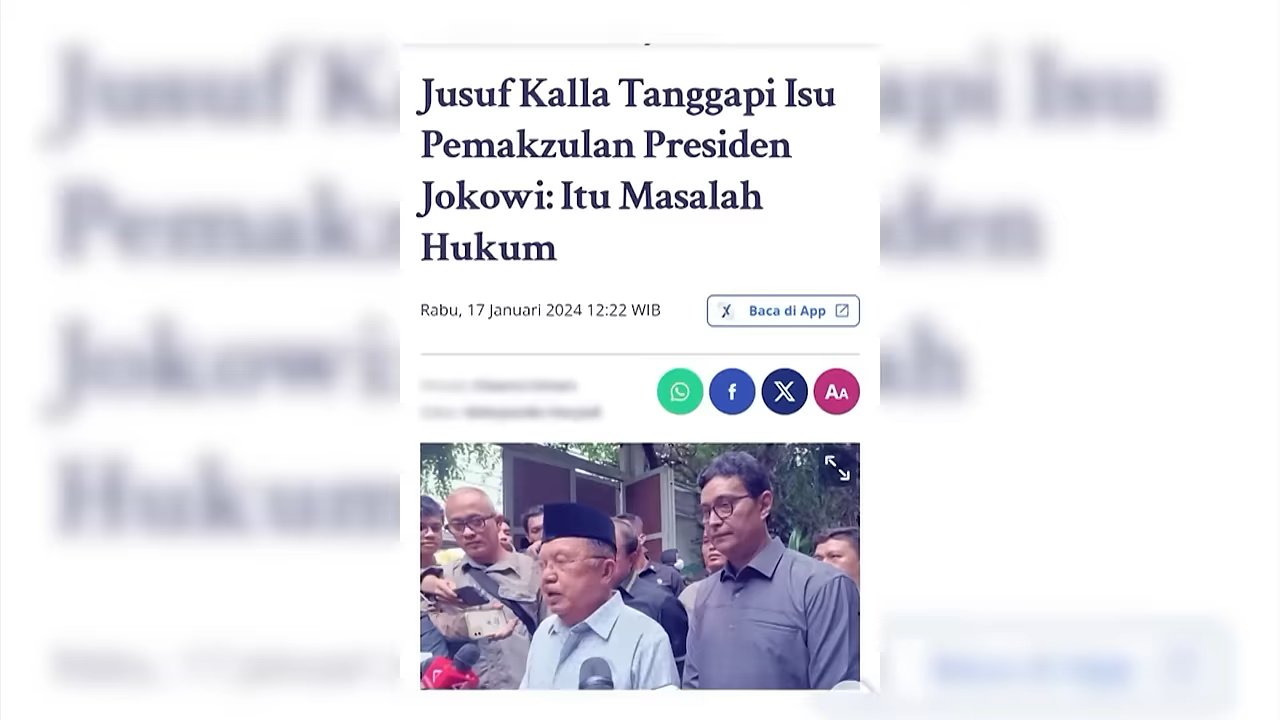 Jusuf Kalla Tanggapi Isu
Pemakzulan Presiden
Jokowi: Itu Masalah
Hukum
Rabu, 17 Januari 2024 12:22 WIB
Baca di App